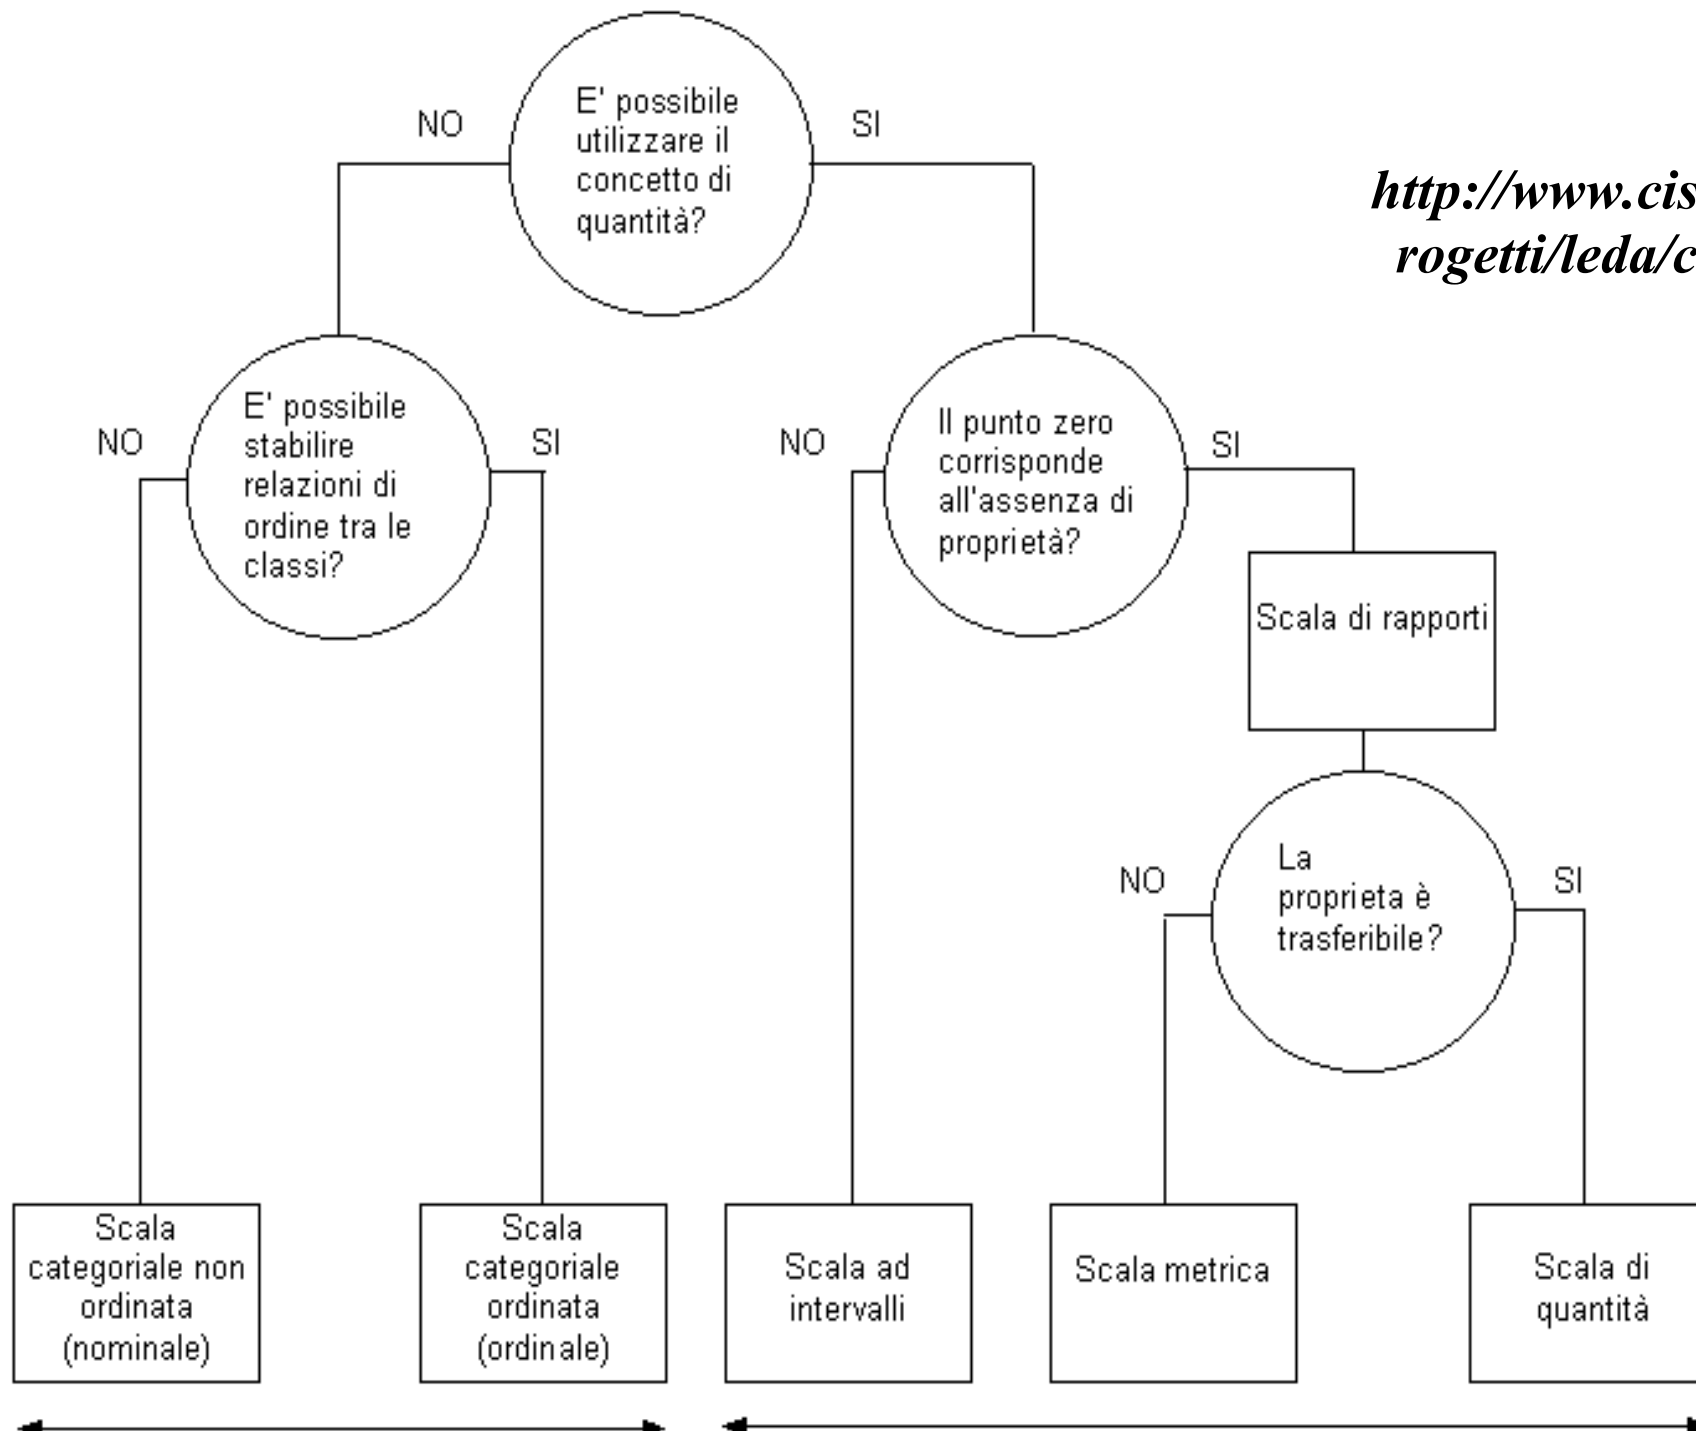 E' possibile
utilizzare il
concetto di
quantità?
NO
SI
http://www.cis
rogetti/leda/c
E' possibile
stabilire
relazioni di
ordine tra le
classi?
NO
SI
Il punto zero
corrisponde
all'assenza di
proprietà?
NO
SI
Scala di rapporti
La
proprieta è
trasferibile?
NO
SI
Scala
categoriale non
ordinata
(nominale)
Scala
categoriale
ordinata
(ordinale)
Scala ad
intervalli
Scala metrica
Scala di
quantità